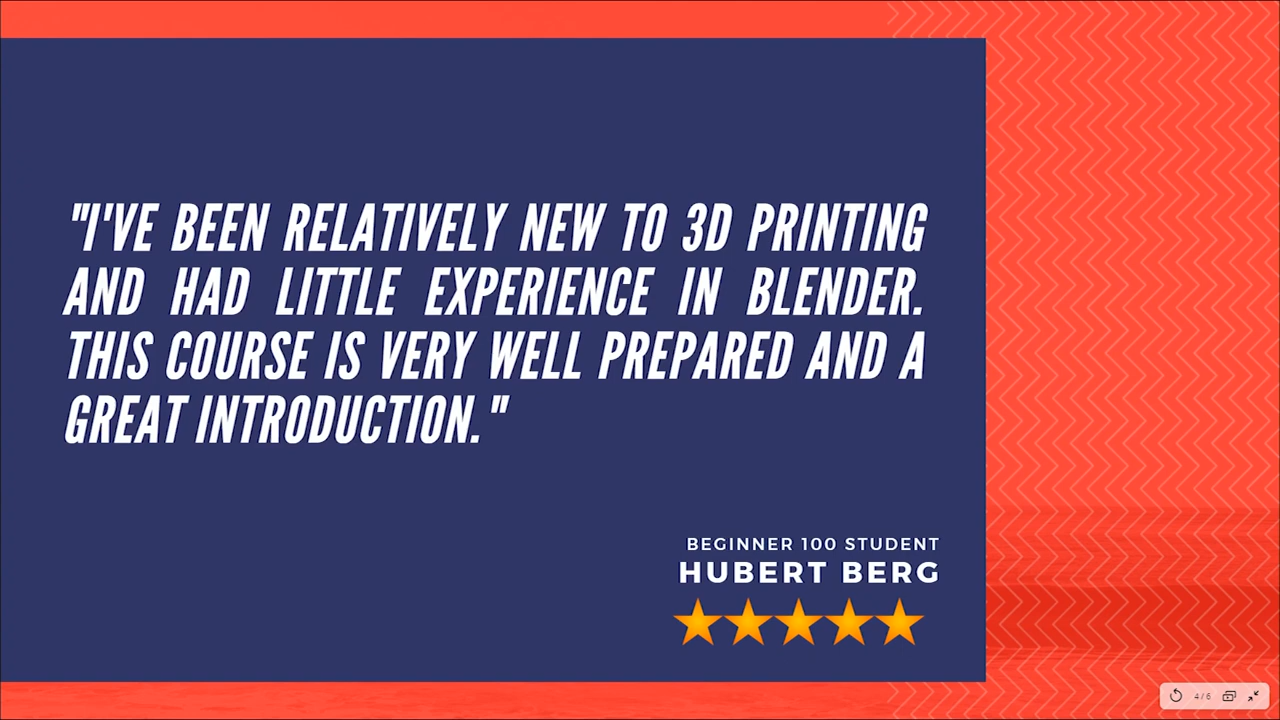 "I'VE BEEN RELATIVELY NEW TO 3D PRINTING
AND HAD LITTLE EXPERIENCE IN BLENDER.
THIS COURSE IS VERY WELL PREPARED AND A
GREAT INTRODUCTION."
BEGINNER 100 STUDENT
HUBERT BERG
4/6